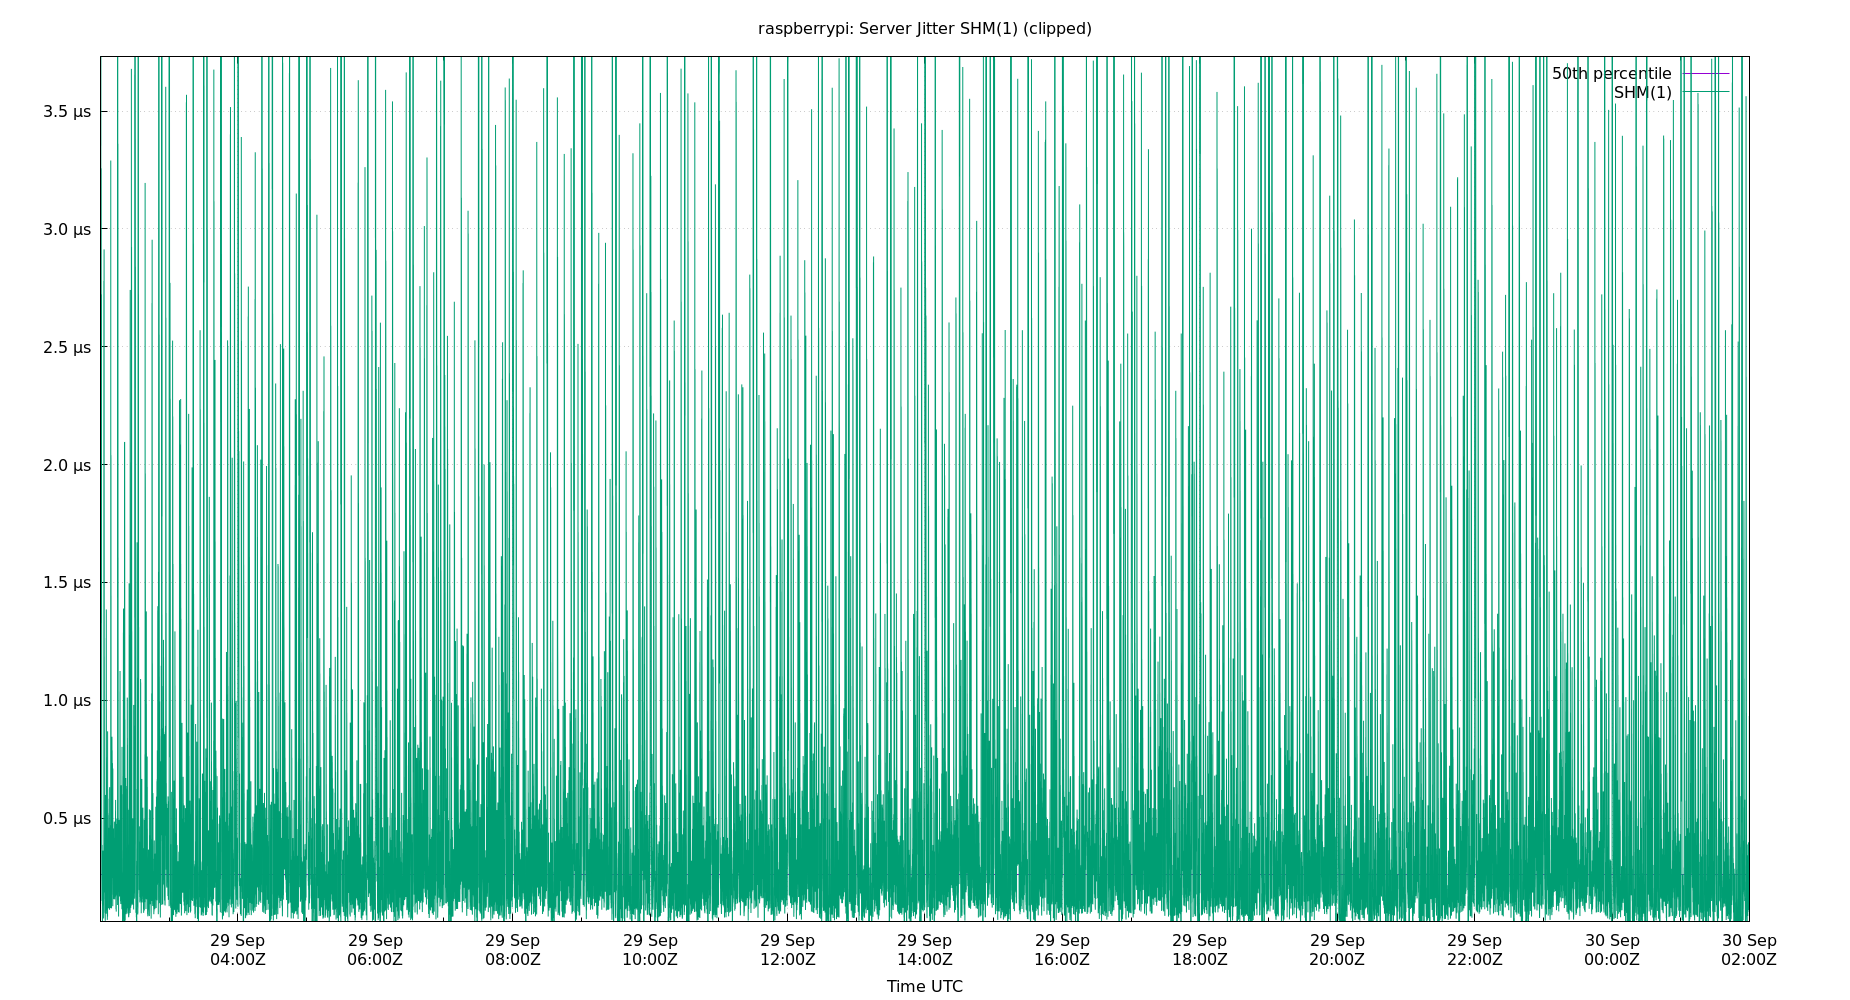 raspberrypi: Server Jitter SHM(1) (clipped)
50th percentile
SHM(1)
3.5 μs
3.0 μs
2.5 μs
2.0 μs
1.5 μs
1.0 μs
0.5 μs
29 Sep 29 Sep 29 Sep 29 Sep 29 Sep 29 Sep 29 Sep 29 Sep 29 Sep 29 Sep 30 Sep 30 Sep
04:00Z 06:00Z 08:00Z 10:00Z 12:00Z 14:00Z 16:00Z 18:00Z 20:00Z 22:00Z 00:00Z 02:00Z
Time UTC